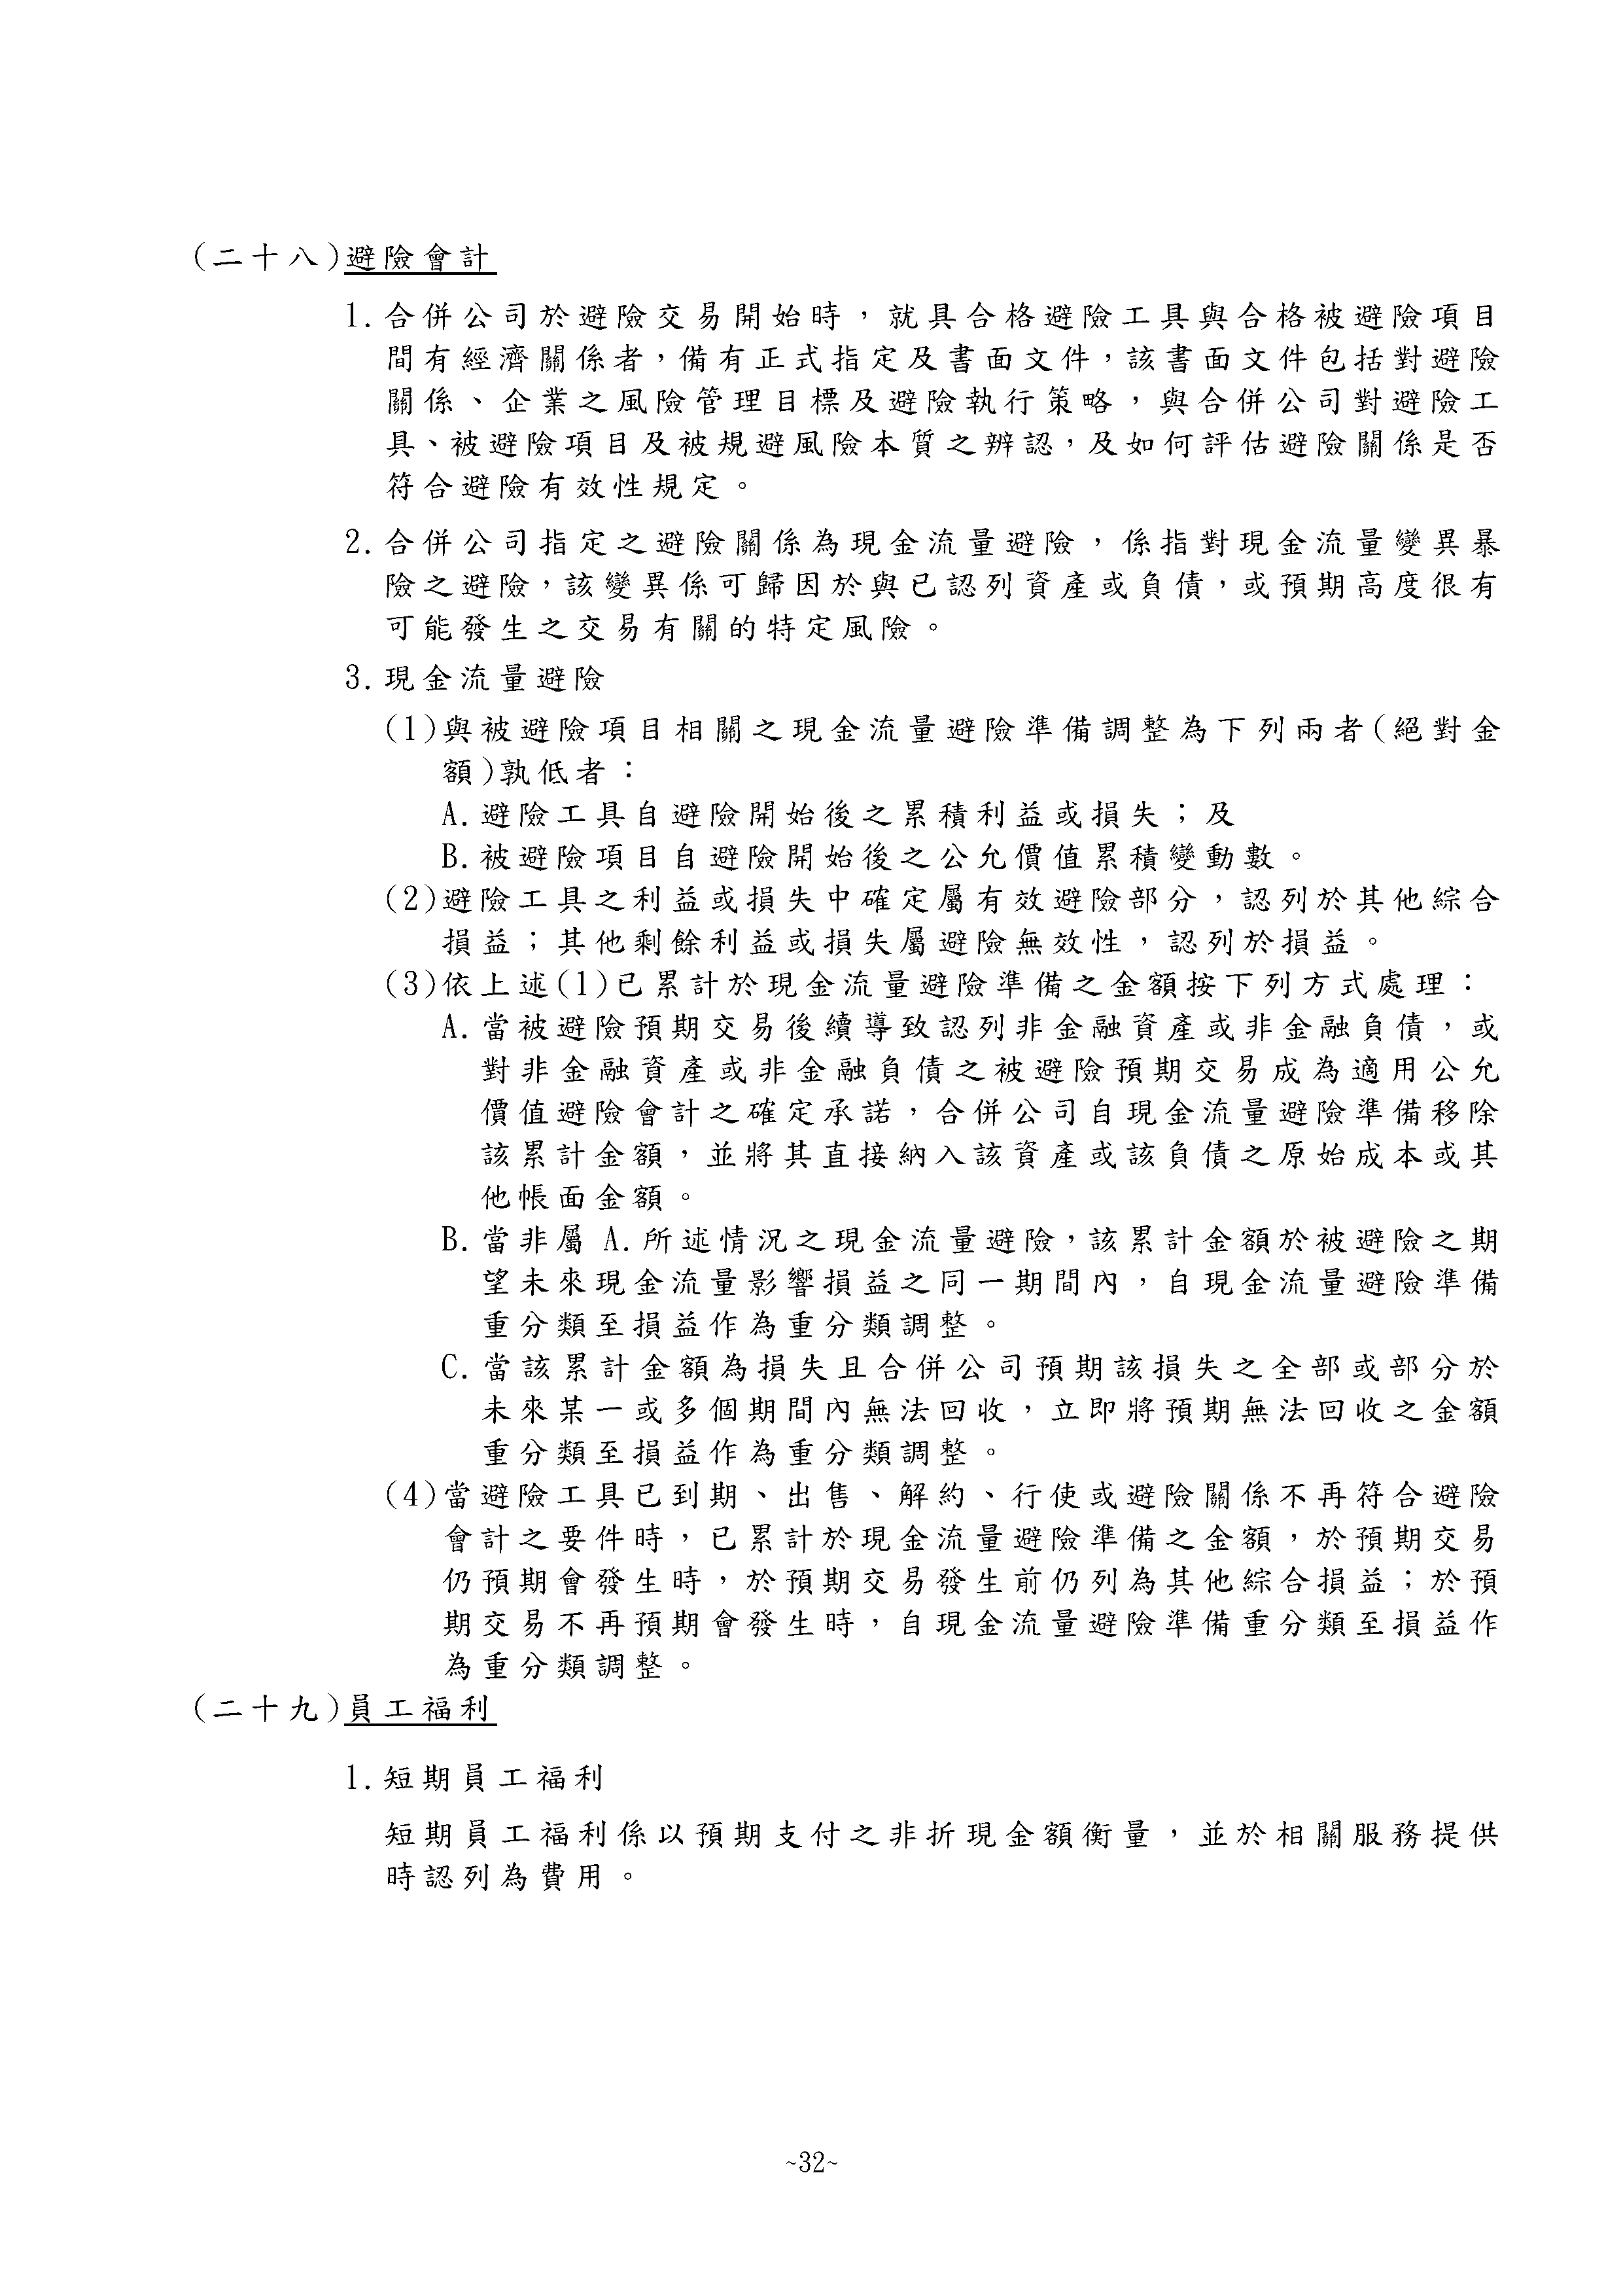 (二十八)避險會計
1.合併公司於避險交易開始時，就具合格避險工具與合格被避險項目
間有經濟關係者，備有正式指定及書面文件，該書面文件包括對避險
關係、企業之風險管理目標及避險執行策略，與合併公司對避險工
具、被避險項目及被規避風險本質之辨認，及如何評估避險關係是否
符合避險有效性規定。
2.合併公司指定之避險關係為現金流量避險，係指對現金流量變異暴
險之避險，該變異係可歸因於與已認列資產或負債，或預期高度很有
可能發生之交易有關的特定風險。
3.現金流量避險
(1)與被避險項目相關之現金流量避險準備調整為下列兩者(絕對金
額)孰低者：
A.避險工具自避險開始後之累積利益或損失；及
B.被避險項目自避險開始後之公允價值累積變動數。
(2)避險工具之利益或損失中確定屬有效避險部分，認列於其他綜合
損益；其他剩餘利益或損失屬避險無效性，認列於損益。
(3)依上述(1)已累計於現金流量避險準備之金額按下列方式處理：
A.當被避險預期交易後續導致認列非金融資產或非金融負債，或
對非金融資產或非金融負債之被避險預期交易成為適用公允
價值避險會計之確定承諾，合併公司自現金流量避險準備移除
該累計金額，並將其直接納入該資產或該負債之原始成本或其
他帳面金額。
B.當非屬 A.所述情況之現金流量避險，該累計金額於被避險之期
望未來現金流量影響損益之同一期間內，自現金流量避險準備
重分類至損益作為重分類調整。
C.當該累計金額為損失且合併公司預期該損失之全部或部分於
未來某一或多個期間內無法回收，立即將預期無法回收之金額
重分類至損益作為重分類調整。
(4)當避險工具已到期、出售、解約、行使或避險關係不再符合避險
會計之要件時，已累計於現金流量避險準備之金額，於預期交易
仍預期會發生時，於預期交易發生前仍列為其他綜合損益；於預
期交易不再預期會發生時，自現金流量避險準備重分類至損益作
為重分類調整。
(二十九)員工福利
1.短期員工福利
短期員工福利係以預期支付之非折現金額衡量，並於相關服務提供
時認列為費用。
~32~